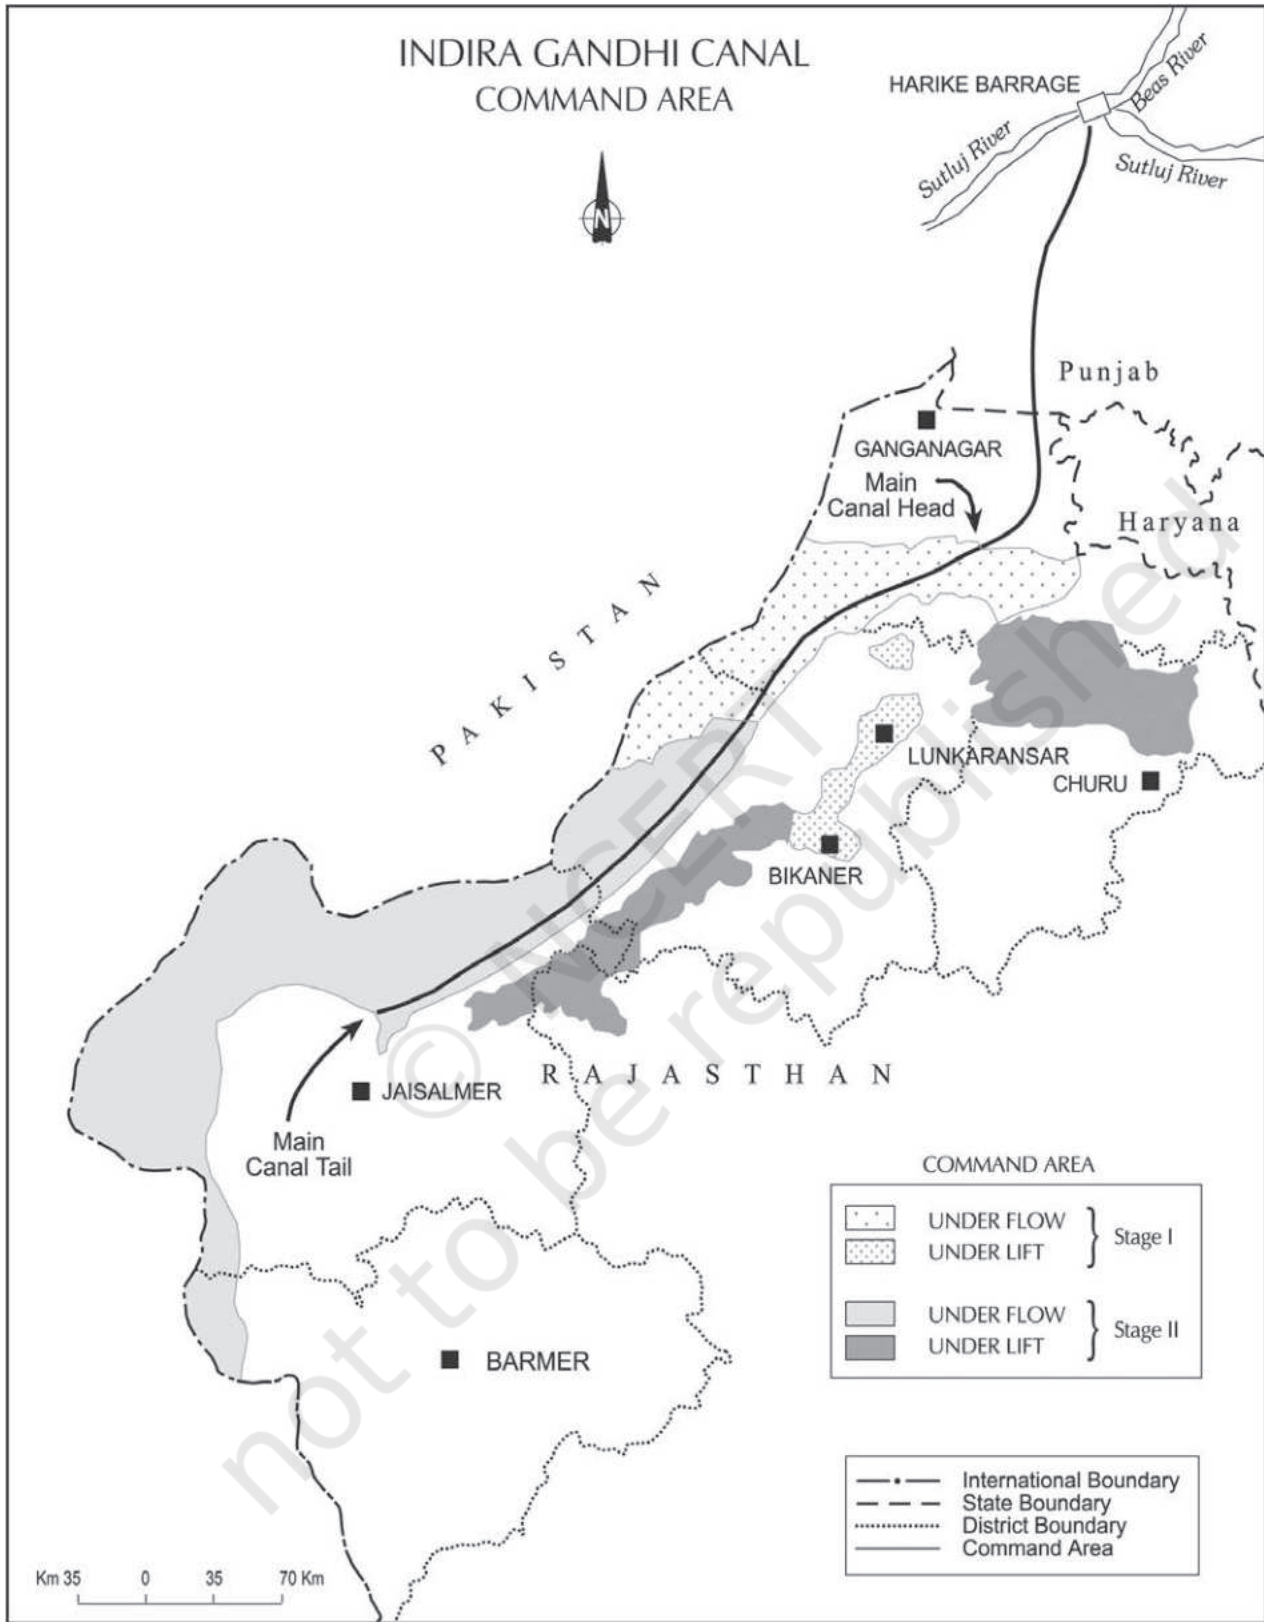 INDIRA GANDHI CANAL
COMMAND AREA
HARIKE BARRAGE
Beas River
Sutluj River
Sutluj River
N
Punjab
GANGANAGAR
Main
Canal Head
Haryana
PAKISTAN
LUNKARANSAR
CHURU
BIKANER
RAJASTHAN
JAISALMER
Main
Canal Tail
BARMER
COMMAND AREA
UNDER FLOW
UNDER LIFT
Stage I
UNDER FLOW
UNDER LIFT
Stage II
International Boundary
State Boundary
District Boundary
Command Area
Km 35 0 35 70 Km
© NCERT
not to be republished